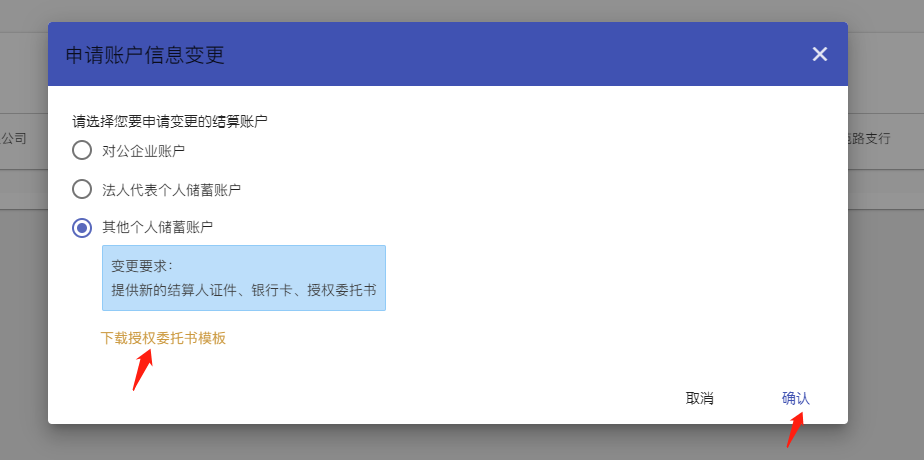 申请账户信息变更
请选择您要申请变更的结算账户
公司
路支行
对公企业账户
法人代表个人储蓄账户
其他个人储蓄账户
变更要求：
提供新的结算人证件、银行卡、授权委托书
下载授权委托书模板
取消
确认